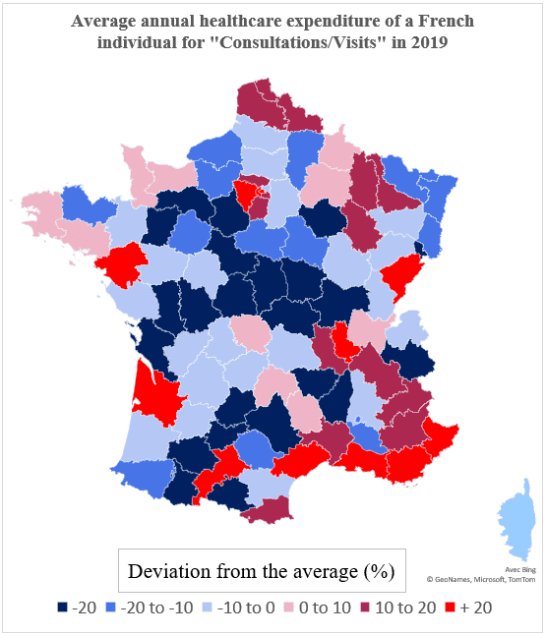 Average annual healthcare expenditure of a French
individual for "Consultations/Visits" in 2019
Deviation from the average (%)
Avec Bing
© GeoNames, Microsoft, TomTom
-20 -20 to -10 -10 to 0 0 to 10 10 to 20 + 20